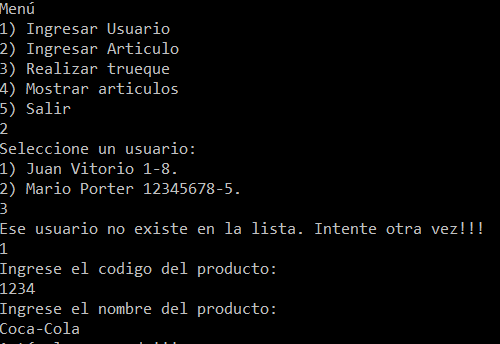 Menú
1) Ingresar Usuario
2) Ingresar Articulo
3) Realizar trueque
4) Mostrar articulos
5) Salir
2
Seleccione un usuario:
1) Juan Vitorio 1-8.
2) Mario Porter 12345678-5.
3
Ese usuario no existe en la lista. Intente otra vez!!!
1
Ingrese el codigo del producto:
1234
Ingrese el nombre del producto:
Coca-Cola